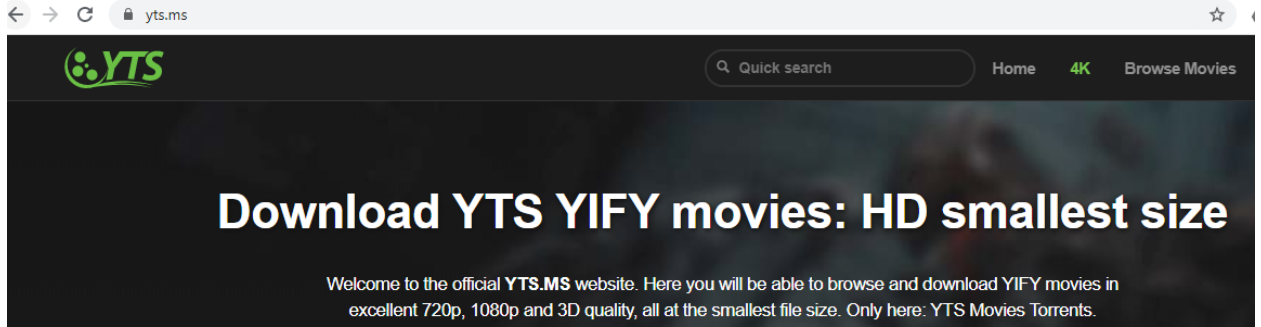 yts.ms
YTS
Quick search
Home
4K
Browse Movies
Download YTS YIFY movies: HD smallest size
Welcome to the official YTS.MS website. Here you will be able to browse and download YIFY movies in
excellent 720p, 1080p and 3D quality, all at the smallest file size. Only here: YTS Movies Torrents.